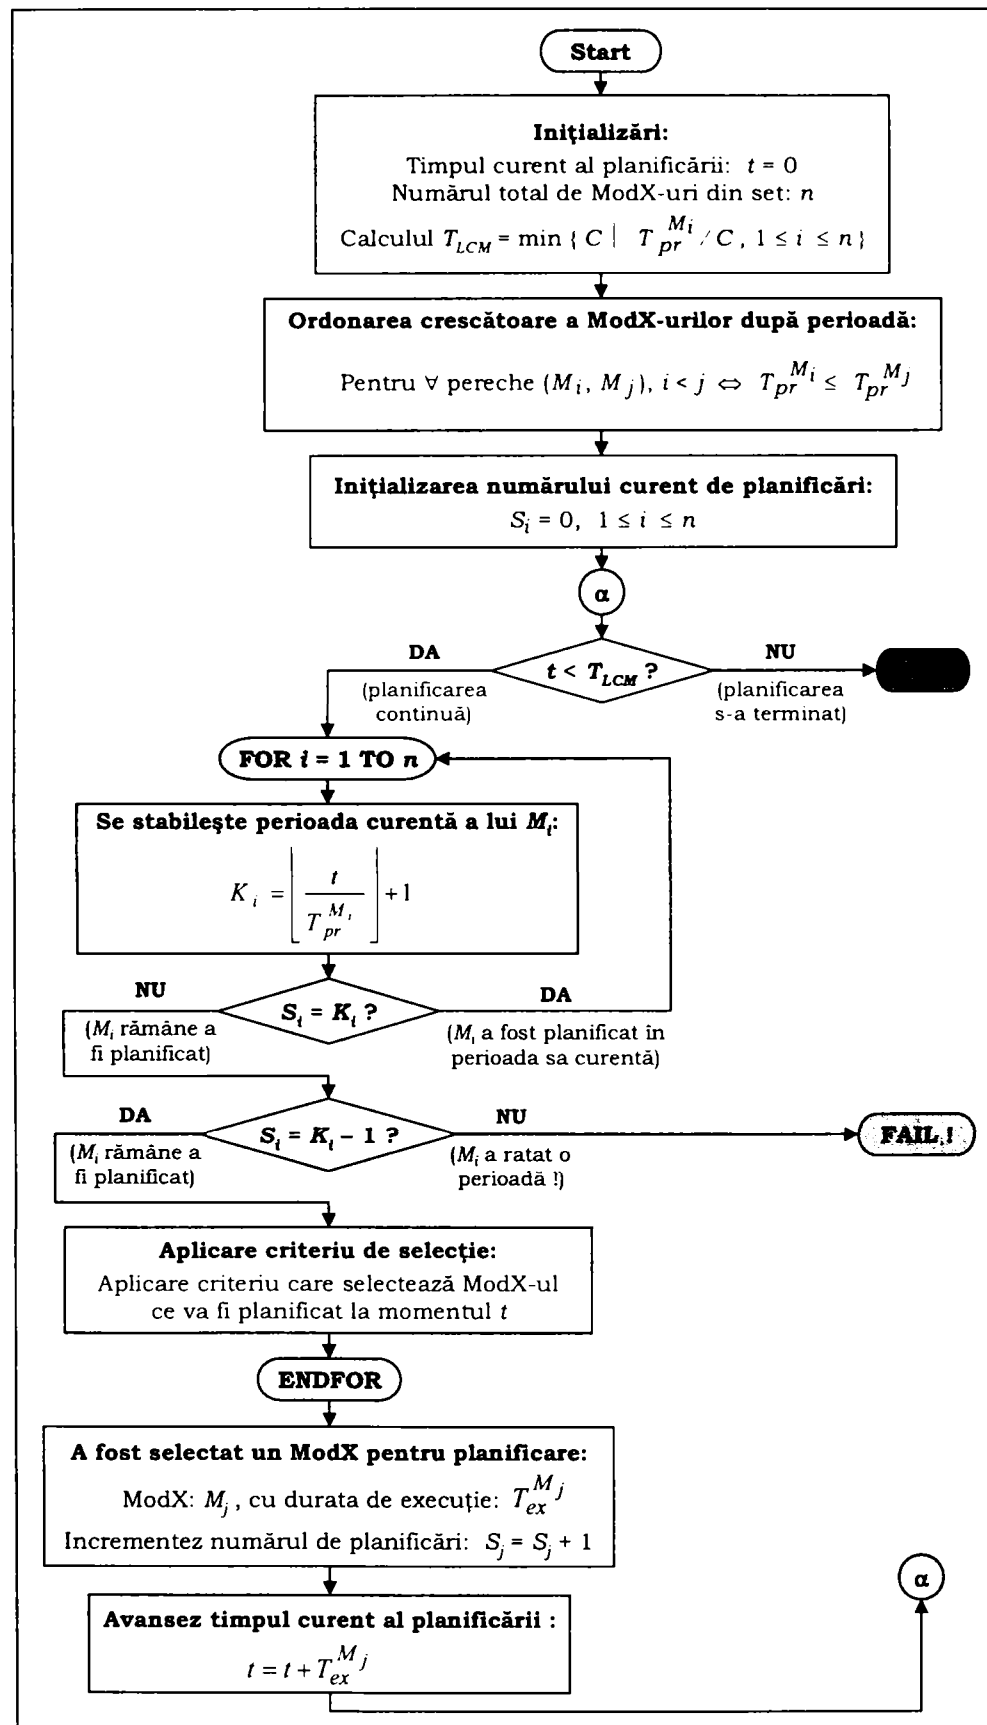 Start
Inițializări:
Timpul curent al planificării: t = 0
Numărul total de ModX-uri din set: n
Calculul T_LCM = min { C | T_pr^{M_i} / C, 1 ≤ i ≤ n }
Ordonarea crescătoare a ModX-urilor după perioadă:
Pentru ∀ pereche (M_i, M_j), i < j ⇔ T_pr^{M_i} ≤ T_pr^{M_j}
Inițializarea numărului curent de planificări:
S_i = 0, 1 ≤ i ≤ n
α
DA
t < T_LCM ?
NU
(planificarea
continuă)
(planificarea
s-a terminat)
FOR i = 1 TO n
Se stabilește perioada curentă a lui M_i:
K_i = ⌊ t / T_pr^{M_i} ⌋ + 1
NU
S_i = K_i ?
DA
(M_i rămâne a
fi planificat)
(M_i a fost planificat în
perioada sa curentă)
DA
S_i = K_i – 1 ?
NU
FAIL !
(M_i rămâne a
fi planificat)
(M_i a ratat o
perioadă !)
Aplicare criteriu de selecție:
Aplicare criteriu care selectează ModX-ul
ce va fi planificat la momentul t
ENDFOR
A fost selectat un ModX pentru planificare:
ModX: M_j, cu durata de execuție: T_ex^{M_j}
Incrementez numărul de planificări: S_j = S_j + 1
α
Avansez timpul curent al planificării :
t = t + T_ex^{M_j}